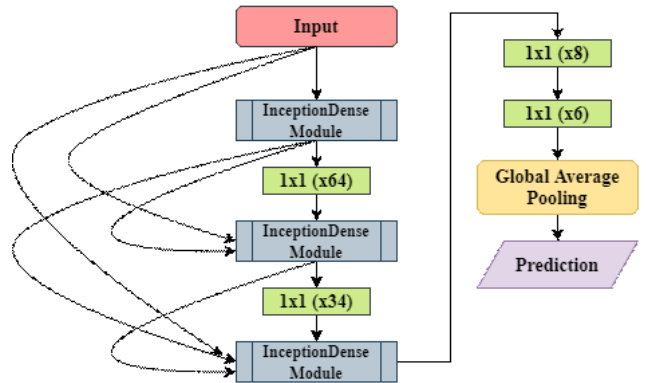 Input
InceptionDense
Module
1x1 (x64)
InceptionDense
Module
1x1 (x34)
InceptionDense
Module
1x1 (x8)
1x1 (x6)
Global Average
Pooling
Prediction